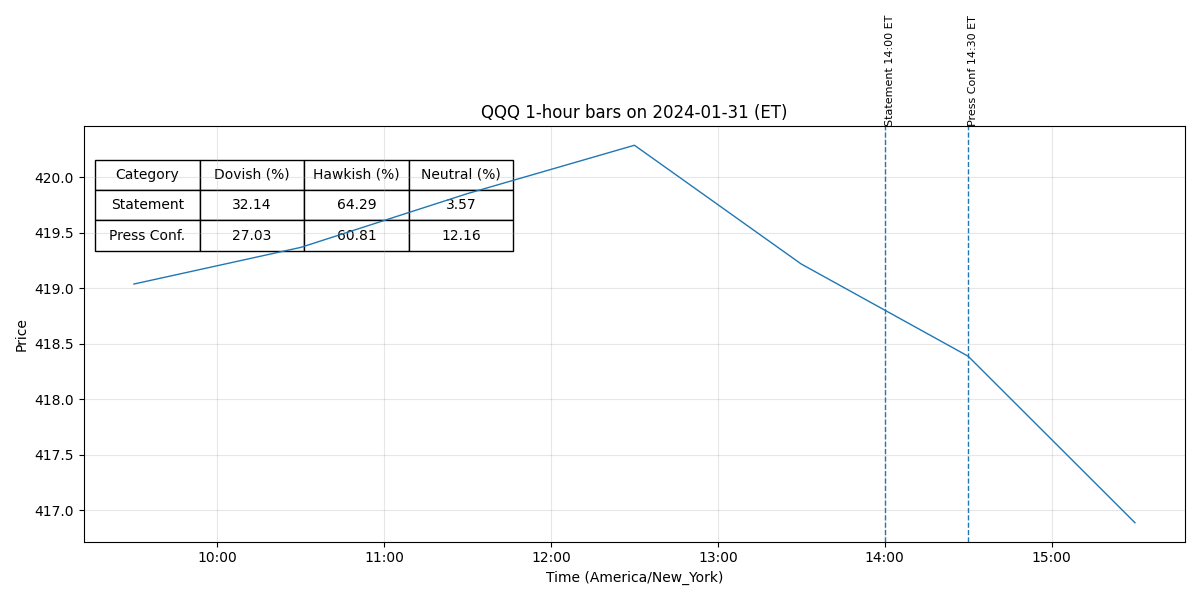 Statement 14:00 ET
Press Conf 14:30 ET
QQQ 1-hour bars on 2024-01-31 (ET)
Category Dovish (%) Hawkish (%) Neutral (%)
Statement 32.14 64.29 3.57
Press Conf. 27.03 60.81 12.16
Price
420.0
419.5
419.0
418.5
418.0
417.5
417.0
10:00 11:00 12:00 13:00 14:00 15:00
Time (America/New_York)